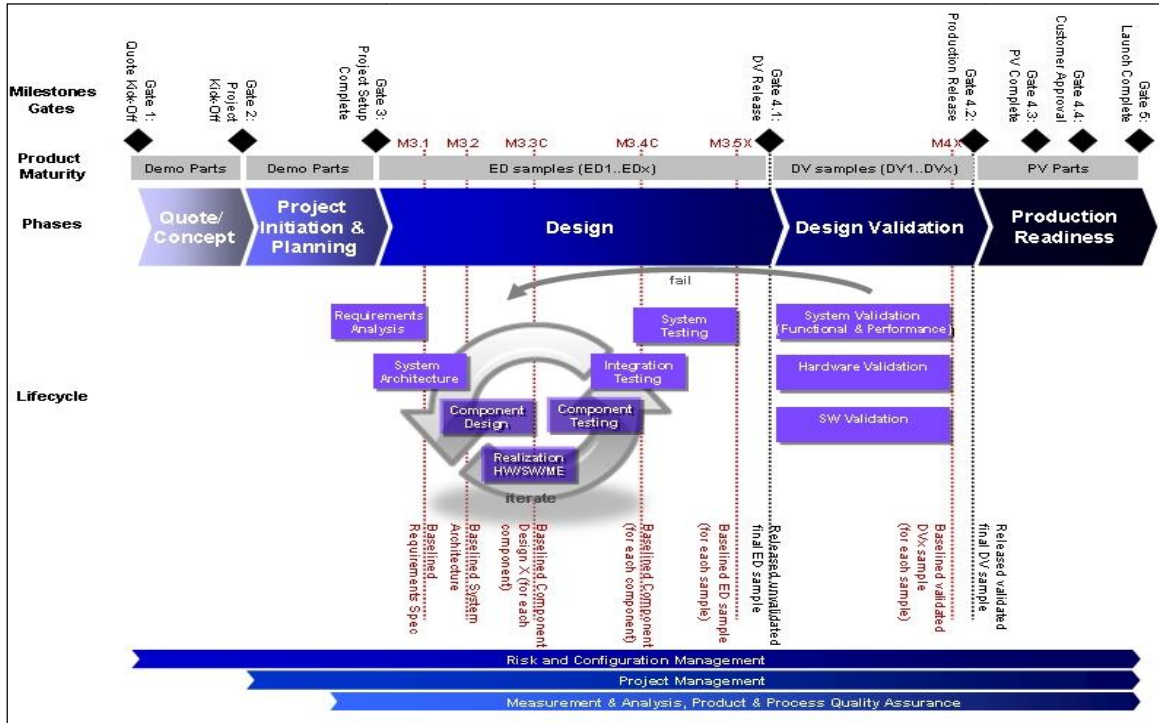 Gate 1:
Quote Kick-Off
Gate 2:
Project
Kick-Off
Gate 3:
Project Setup
Complete
Gate 4.1:
DV Release
Gate 4.2:
Production Release
Gate 4.3:
PV Complete
Gate 4.4:
Customer
Approval
Gate 5:
Launch Complete
Milestones
Gates
M3.1
M3.2
M3.3C
M3.4C
M3.5X
M4X
Product
Maturity
Demo Parts
Demo Parts
ED samples (ED1..EDx)
DV samples (DV1..DVx)
PV Parts
Phases
Quote/
Concept
Project
Initiation &
Planning
Design
Design Validation
Production
Readiness
fail
Lifecycle
Requirements
Analysis
System
Architecture
Component
Design
Realization
HW/SW/ME
Component
Testing
Integration
Testing
System
Testing
System Validation
(Functional & Performance)
Hardware Validation
SW Validation
iterate
Baselined
Requirements Spec
Baselined System
Architecture
Baselined Component
Design X (for each
component)
Baselined Component
(for each component)
Baselined ED sample
(for each sample)
Released unvalidated
final ED sample
Baselined validated
DVx sample
(for each sample)
Released validated
final DV sample
Risk and Configuration Management
Project Management
Measurement & Analysis, Product & Process Quality Assurance